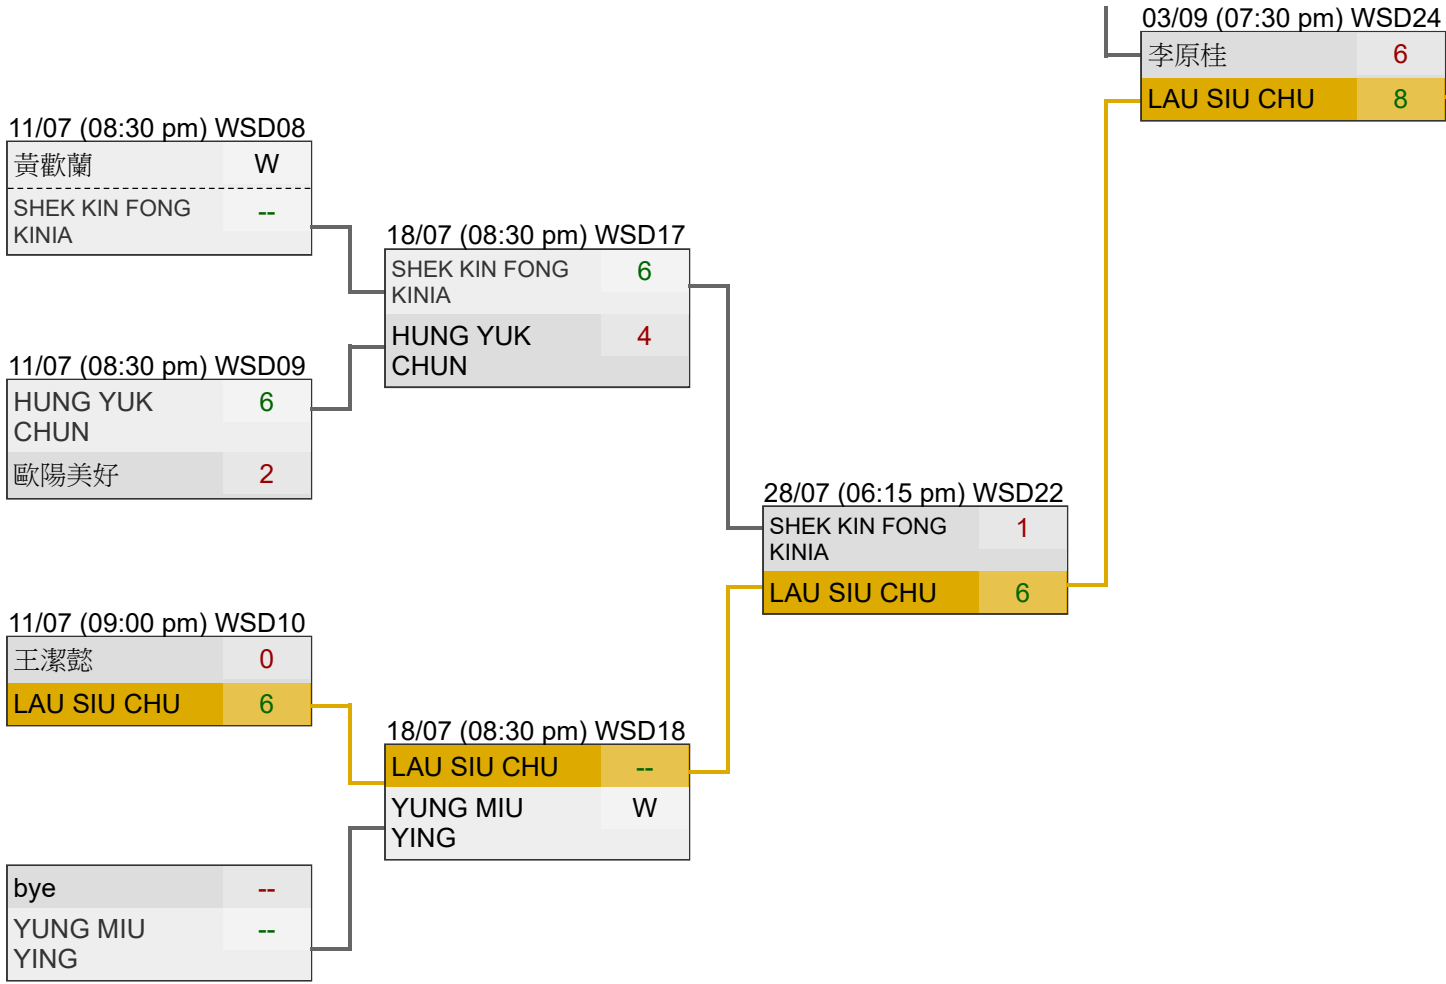 03/09 (07:30 pm) WSD24
李原桂 6
LAU SIU CHU 8
11/07 (08:30 pm) WSD08
黃歡蘭 W
SHEK KIN FONG --
KINIA
18/07 (08:30 pm) WSD17
SHEK KIN FONG 6
KINIA
HUNG YUK 4
CHUN
11/07 (08:30 pm) WSD09
HUNG YUK 6
CHUN
歐陽美好 2
28/07 (06:15 pm) WSD22
SHEK KIN FONG 1
KINIA
LAU SIU CHU 6
11/07 (09:00 pm) WSD10
王潔懿 0
LAU SIU CHU 6
18/07 (08:30 pm) WSD18
LAU SIU CHU --
YUNG MIU W
YING
bye --
YUNG MIU --
YING